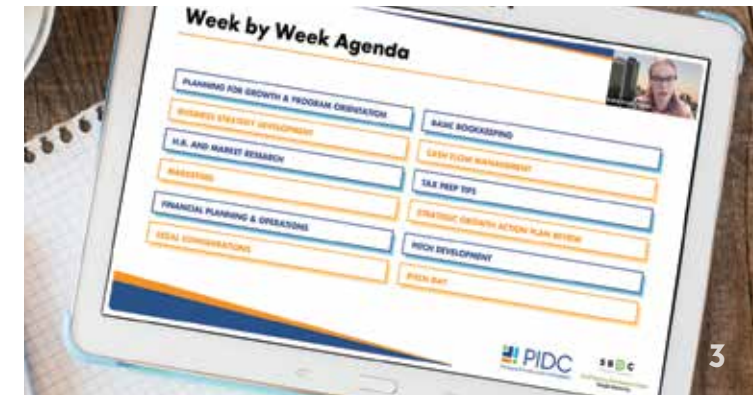 Week by Week Agenda
PLANNING FOR GROWTH & PROGRAM ORIENTATION
BUSINESS STRATEGY DEVELOPMENT
H.R. AND MARKET RESEARCH
MARKETING
FINANCIAL PLANNING & OPERATIONS
LEGAL CONSIDERATIONS
BASIC BOOKKEEPING
CASH FLOW MANAGEMENT
TAX PREP TIPS
STRATEGIC GROWTH ACTION PLAN REVIEW
PITCH DEVELOPMENT
PITCH DAY
PIDC
SBDC
3